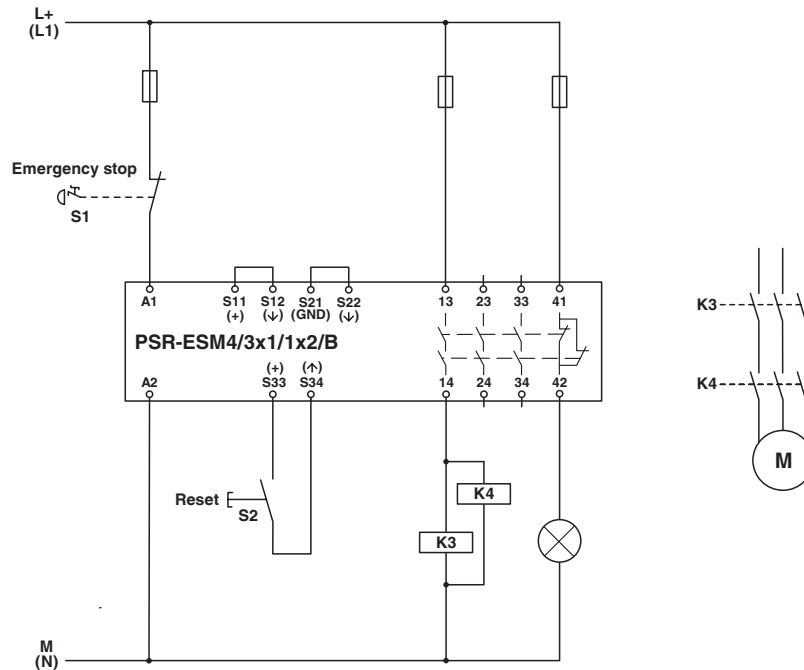 L+
(L1)
Emergency stop
S1
A1 S11 S12 S21 S22 13 23 33 41
(+) (↓) (GND) (↓)
PSR-ESM4/3x1/1x2/B
(+) (↑)
A2 S33 S34 14 24 34 42
Reset
S2
K4
K3
M
(N)
K3
K4
M